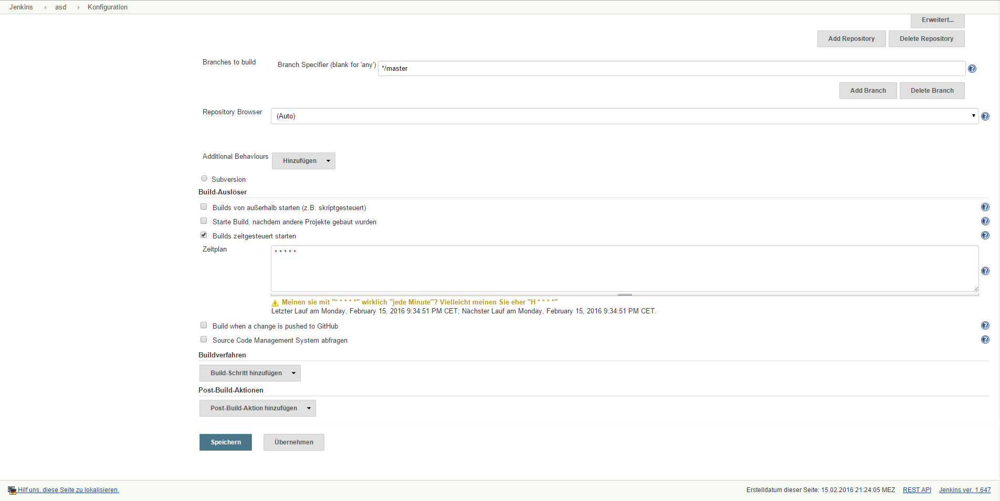 Jenkins asd Konfiguration
Erweitert...
Add Repository Delete Repository
Branches to build Branch Specifier (blank for 'any') */master
Add Branch Delete Branch
Repository Browser (Auto)
Additional Behaviours Hinzufügen
Subversion
Build-Auslöser
Builds von außerhalb starten (z.B. skriptgesteuert)
Starte Build, nachdem andere Projekte gebaut wurden
Builds zeitgesteuert starten
Zeitplan * * * * *
Meinen sie mit "* * * * *" wirklich "jede Minute"? Vielleicht meinen Sie eher "H * * * *"
Letzter Lauf am Monday, February 15, 2016 9:34:51 PM CET; Nächster Lauf am Monday, February 15, 2016 9:34:51 PM CET.
Build when a change is pushed to GitHub
Source Code Management System abfragen
Buildverfahren
Build-Schritt hinzufügen
Post-Build-Aktionen
Post-Build-Aktion hinzufügen
Speichern Übernehmen
Hilf uns, diese Seite zu lokalisieren. Erstelldatum dieser Seite: 15.02.2016 21:24:05 MEZ REST API Jenkins ver. 1.647